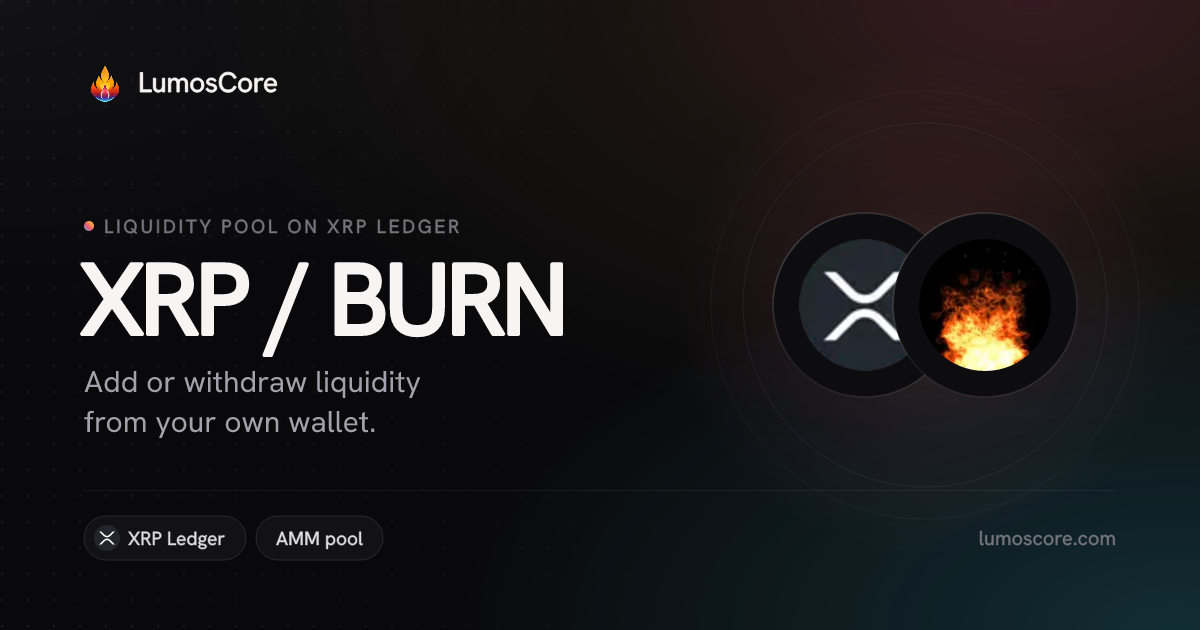 LumosCore
LIQUIDITY POOL ON XRP LEDGER
XRP / BURN
Add or withdraw liquidity
from your own wallet.
XRP Ledger
AMM pool
lumoscore.com